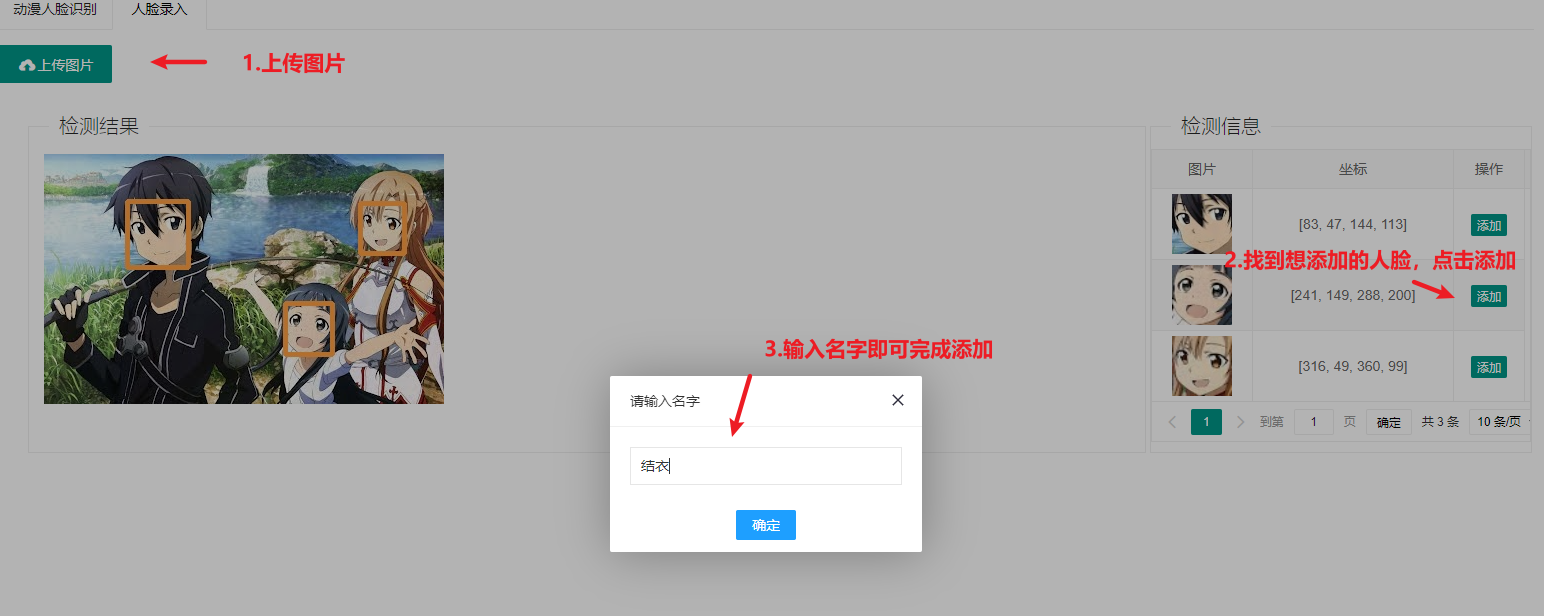 动漫人脸识别 人脸录入
上传图片
1.上传图片
检测结果
检测信息
图片 坐标 操作
[83, 47, 144, 113] 添加
2.找到想添加的人脸，点击添加
[241, 149, 288, 200] 添加
3.输入名字即可完成添加
[316, 49, 360, 99] 添加
1 到第 1 页 确定 共 3 条 10 条/页
请输入名字
结衣
确定